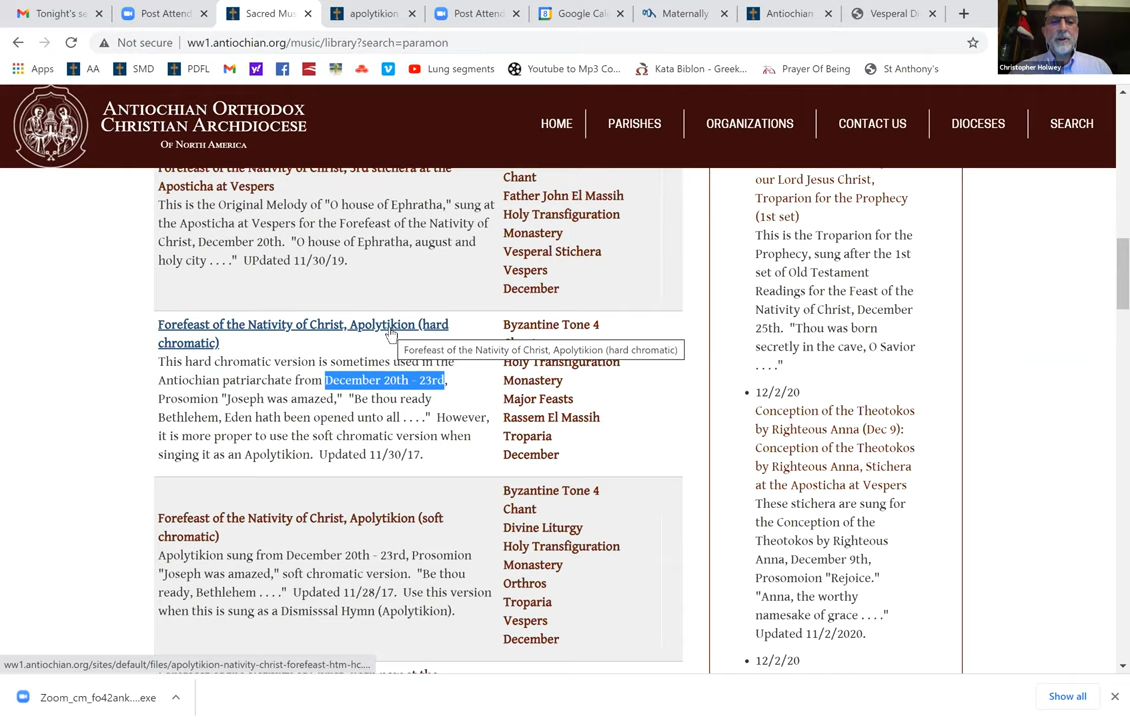 Tonight's se
Post Attend
Sacred Mus
apolytikion
Post Attend
Google Cal
Maternally
Antiochian
Vesperal D
Not secure
ww1.antiochian.org/music/library?search=paramon
Apps
AA
SMD
PDFL
Lung segments
Youtube to Mp3 Co...
Kata Biblon - Greek...
Prayer Of Being
St Anthony's
Christopher Holwey
ANTIOCHIAN ORTHODOX
CHRISTIAN ARCHDIOCESE
OF NORTH AMERICA
HOME
PARISHES
ORGANIZATIONS
CONTACT US
DIOCESES
SEARCH
Forefeast of the Nativity of Christ, 3rd stichera at the
Aposticha at Vespers
This is the Original Melody of "O house of Ephratha," sung at
the Aposticha at Vespers for the Forefeast of the Nativity of
Christ, December 20th. "O house of Ephratha, august and
holy city . . . ." UPdated 11/30/19.
Chant
Father John El Massih
Holy Transfiguration
Monastery
Vesperal Stichera
Vespers
December
Forefeast of the Nativity of Christ, Apolytikion (hard
chromatic)
This hard chromatic version is sometimes used in the
Antiochian patriarchate from December 20th - 23rd,
Prosomion "Joseph was amazed," "Be thou ready
Bethlehem, Eden hath been opened unto all . . . ." However,
it is more proper to use the soft chromatic version when
singing it as an Apolytikion. Updated 11/30/17.
Forefeast of the Nativity of Christ, Apolytikion (hard chromatic)
Byzantine Tone 4
Holy Transfiguration
Monastery
Major Feasts
Rassem El Massih
Troparia
December
Forefeast of the Nativity of Christ, Apolytikion (soft
chromatic)
Apolytikion sung from December 20th - 23rd, Prosomion
"Joseph was amazed," soft chromatic version. "Be thou
ready, Bethlehem . . . ." Updated 11/28/17. Use this version
when this is sung as a Dismisssal Hymn (Apolytikion).
Byzantine Tone 4
Chant
Divine Liturgy
Holy Transfiguration
Monastery
Orthros
Troparia
Vespers
December
our Lord Jesus Christ,
Troparion for the Prophecy
(1st set)
This is the Troparion for the
Prophecy, sung after the 1st
set of Old Testament
Readings for the Feast of the
Nativity of Christ, December
25th. "Thou was born
secretly in the cave, O Savior
. . . ."
12/2/20
Conception of the Theotokos
by Righteous Anna (Dec 9):
Conception of the Theotokos
by Righteous Anna, Stichera
at the Aposticha at Vespers
These stichera are sung for
the Conception of the
Theotokos by Righteous
Anna, December 9th,
Prosomoion "Rejoice."
"Anna, the worthy
namesake of grace . . . ."
Updated 11/2/2020.
12/2/20
ww1.antiochian.org/sites/default/files/apolytikion-nativity-christ-forefeast-htm-hc....
Zoom_cm_fo42ank....exe
Show all